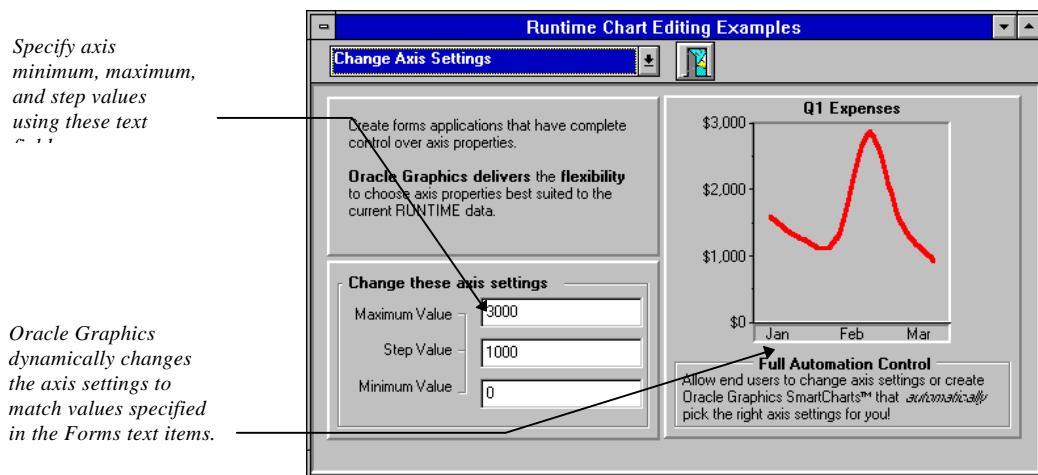 Specify axis
minimum, maximum,
and step values
using these text
Oracle Graphics
dynamically changes
the axis settings to
match values specified
in the Forms text items.
Runtime Chart Editing Examples
Change Axis Settings
Create forms applications that have complete
control over axis properties.
Oracle Graphics delivers the flexibility
to choose axis properties best suited to the
current RUNTIME data.
Change these axis settings
Maximum Value
3000
Step Value
1000
Minimum Value
0
Q1 Expenses
$3,000
$2,000
$1,000
$0
Jan Feb Mar
Full Automation Control
Allow end users to change axis settings or create
Oracle Graphics SmartCharts™ that automatically
pick the right axis settings for you!